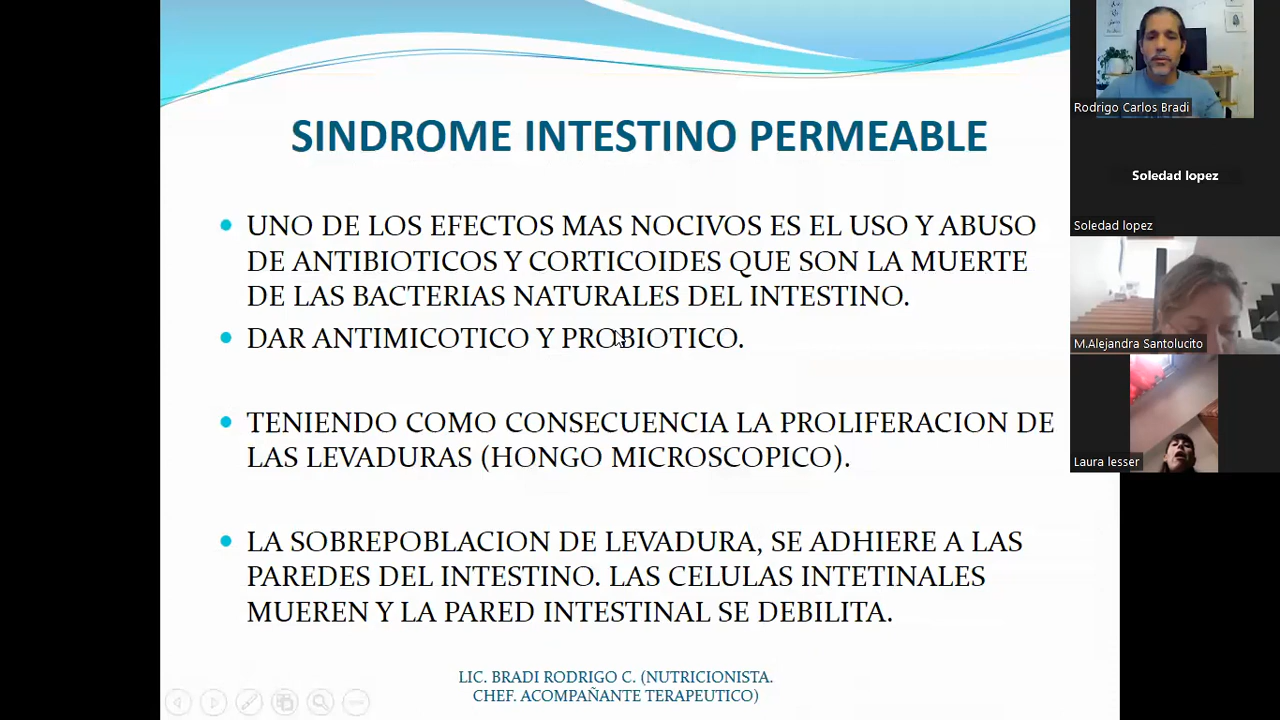 SINDROME INTESTINO PERMEABLE
UNO DE LOS EFECTOS MAS NOCIVOS ES EL USO Y ABUSO
DE ANTIBIOTICOS Y CORTICOIDES QUE SON LA MUERTE
DE LAS BACTERIAS NATURALES DEL INTESTINO.
DAR ANTIMICOTICO Y PROBIOTICO.
TENIENDO COMO CONSECUENCIA LA PROLIFERACION DE
LAS LEVADURAS (HONGO MICROSCOPICO).
LA SOBREPOBLACION DE LEVADURA, SE ADHIERE A LAS
PAREDES DEL INTESTINO. LAS CELULAS INTETINALES
MUEREN Y LA PARED INTESTINAL SE DEBILITA.
LIC. BRADI RODRIGO C. (NUTRICIONISTA.
CHEF. ACOMPAÑANTE TERAPEUTICO)
Rodrigo Carlos Bradi
Soledad lopez
Soledad lopez
M.Alejandra Santolucito
Laura lesser